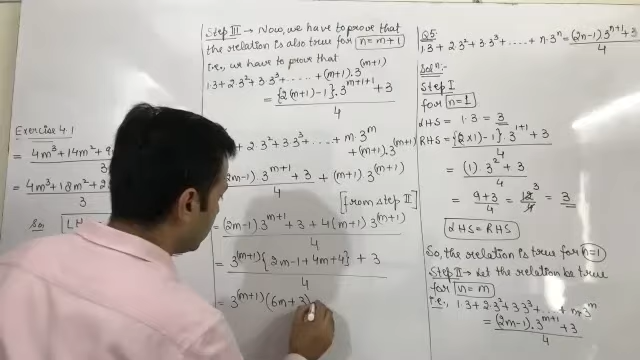 Exercise 4.1
= 4m³ + 14m² + 9
3
= 4m³ + 18m² + 2
3
So,
Step III → Now, we have to prove that
the relation is also true for n = m+1
i.e., we have to prove that
1·3 + 2·3² + 3·3³ + ...... + (m+1)·3^(m+1)
= {2(m+1)-1}·3^(m+1+1) + 3
4
+ 2·3² + 3·3³ + ...... + m·3^m
+ (m+1)·3^(m+1)
m-1)·3^(m+1) + 3 + (m+1)·3^(m+1)
4
[from step II]
= (2m-1)·3^(m+1) + 3 + 4(m+1)·3^(m+1)
4
= 3^(m+1){2m-1+4m+4} + 3
4
= 3^(m+1)(6m+3)
Q5.
1·3 + 2·3² + 3·3³ + ...... + n·3^n = (2n-1)3^(n+1) + 3
4
Soln:
Step I
for n=1
LHS = 1·3 = 3
RHS = {(2×1)-1}·3^(1+1) + 3
4
= (1)·3² + 3
4
= 9+3 / 4 = 12 / 4 3 = 3
LHS = RHS
So, the relation is true for n=1
Step II → Let the relation be true
for n=m
i.e., 1·3 + 2·3² + 3·3³ + ... + m·3^m
= (2m-1)·3^(m+1) + 3
4